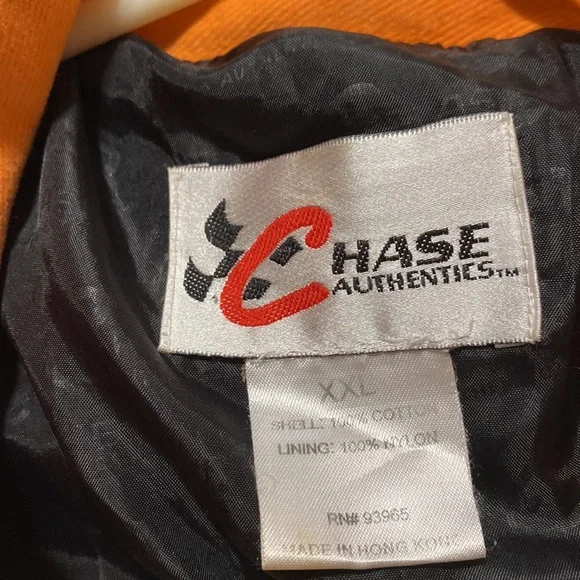 CHASE
AUTHENTICS™
XXL
SHELL: 100% COTTON
LINING: 100% NYLON
RN# 93965
MADE IN HONG KONG